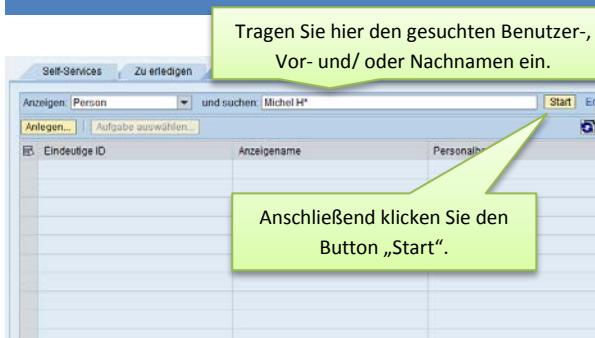 Tragen Sie hier den gesuchten Benutzer-,
Vor- und/ oder Nachnamen ein.
Self-Services Zu erledigen
Anzeigen: Person und suchen: Michel H* Start
Anlegen... Aufgabe auswählen...
Eindeutige ID Anzeigename
Anschließend klicken Sie den
Button „Start“.